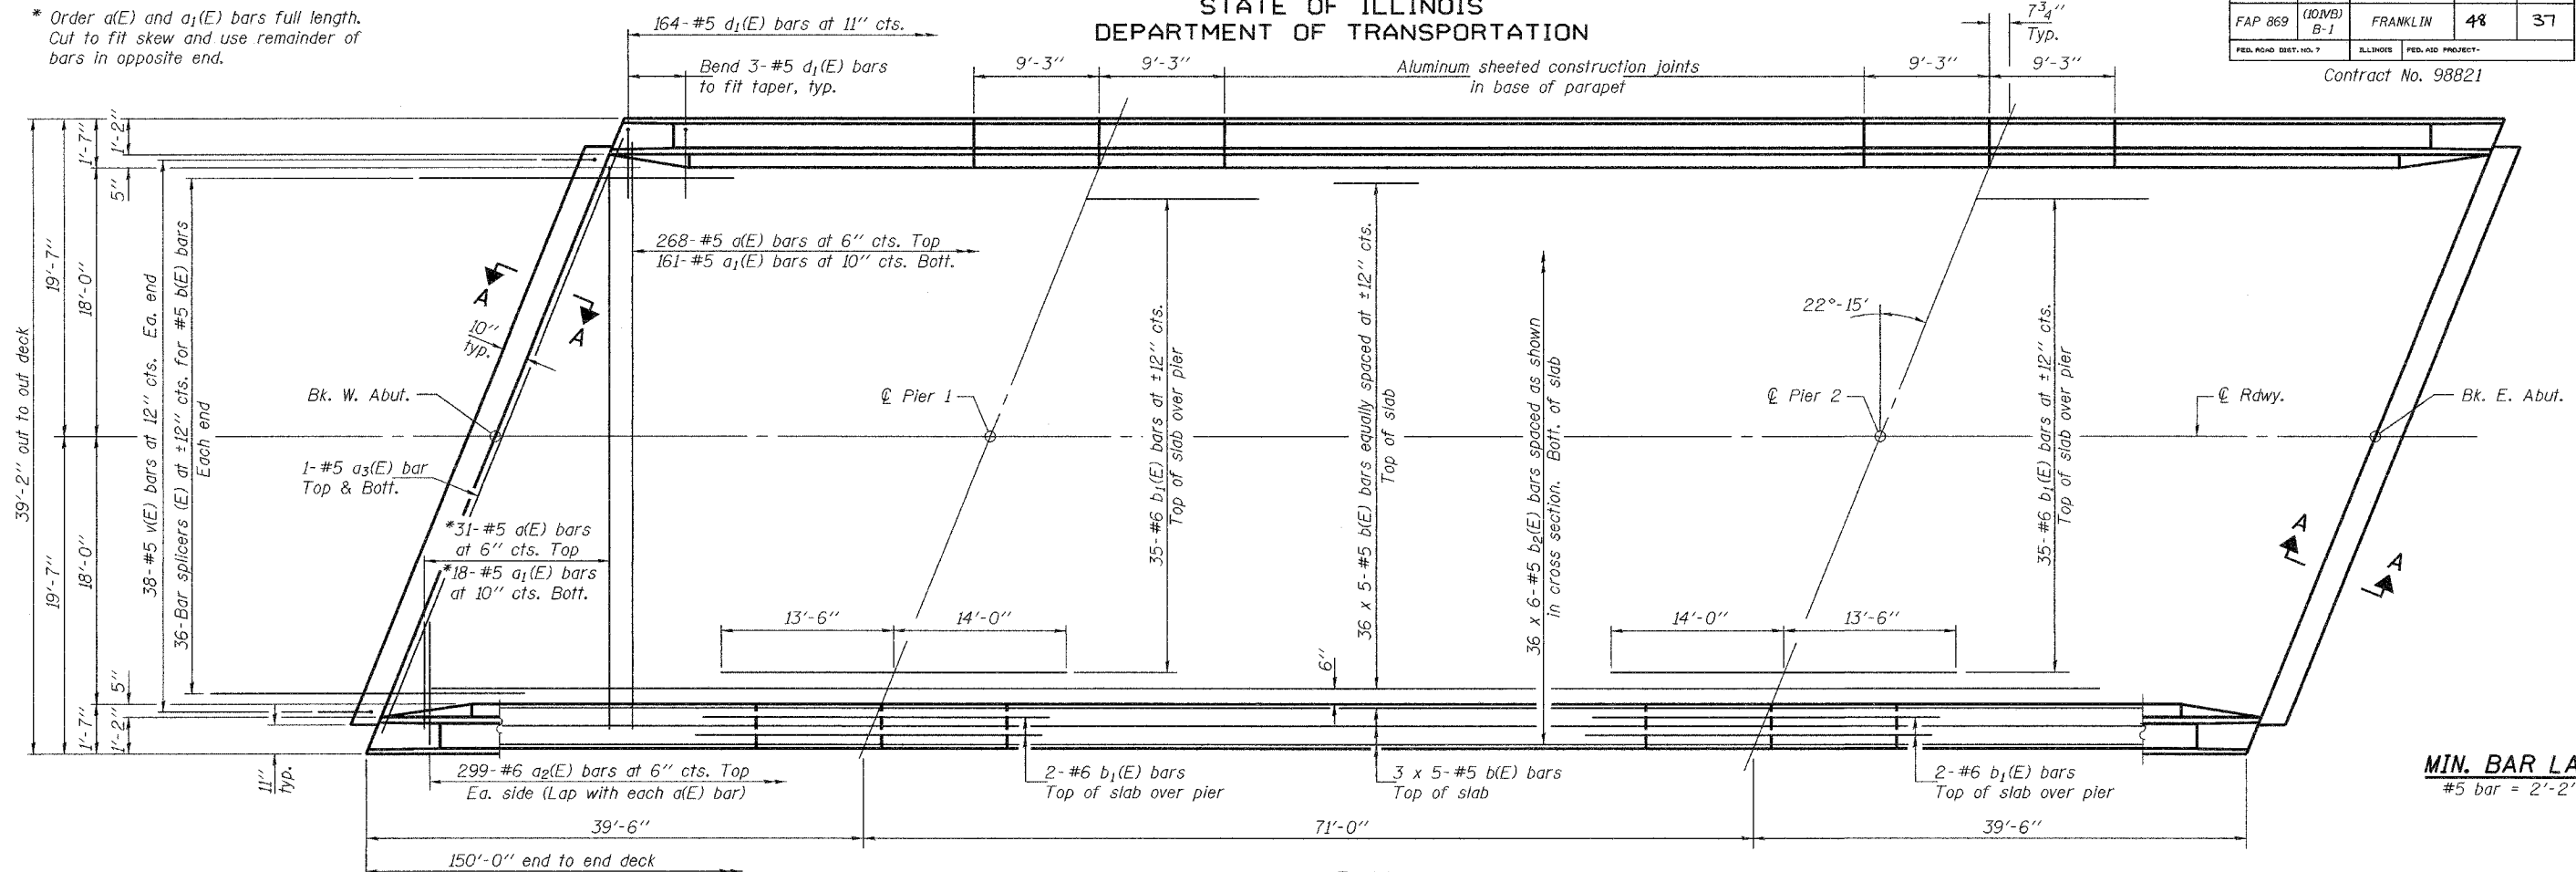 * Order a(E) and a1(E) bars full length.
Cut to fit skew and use remainder of
bars in opposite end.
STATE OF ILLINOIS
DEPARTMENT OF TRANSPORTATION
FAP 869
(101VB)
B-1
FRANKLIN
48
37
FED. ROAD DIST. NO. 7
ILLINOIS
FED. AID PROJECT-
Contract No. 98821
164-#5 d1(E) bars at 11" cts.
Bend 3-#5 d1(E) bars
to fit taper, typ.
9'-3"
9'-3"
Aluminum sheeted construction joints
in base of parapet
9'-3"
9'-3"
7 3/4"
Typ.
1'-7"
1'-2"
5"
39'-2" out to out deck
19'-7"
18'-0"
19'-7"
18'-0"
38-#5 v(E) bars at 12" cts. Ea. end
36-Bar splicers (E) at ±12" cts. for #5 b(E) bars
Each end
268-#5 a(E) bars at 6" cts. Top
161-#5 a1(E) bars at 10" cts. Bott.
A
A
10"
typ.
Bk. W. Abut.
1-#5 a3(E) bar
Top & Bott.
*31-#5 a(E) bars
at 6" cts. Top
*18-#5 a1(E) bars
at 10" cts. Bott.
℄ Pier 1
35-#6 b1(E) bars at ±12" cts.
Top of slab over pier
36 x 5-#5 b(E) bars equally spaced at ±12" cts.
Top of slab
36 x 6-#5 b2(E) bars spaced as shown
in cross section. Bott. of slab
22°-15'
℄ Pier 2
35-#6 b1(E) bars at ±12" cts.
Top of slab over pier
℄ Rdwy.
Bk. E. Abut.
A
A
13'-6"
14'-0"
14'-0"
13'-6"
6"
5"
1'-7"
1'-2"
11"
typ.
299-#6 a2(E) bars at 6" cts. Top
Ea. side (Lap with each a(E) bar)
2-#6 b1(E) bars
Top of slab over pier
3 x 5-#5 b(E) bars
Top of slab
2-#6 b1(E) bars
Top of slab over pier
MIN. BAR LA
#5 bar = 2'-2"
39'-6"
71'-0"
39'-6"
150'-0" end to end deck